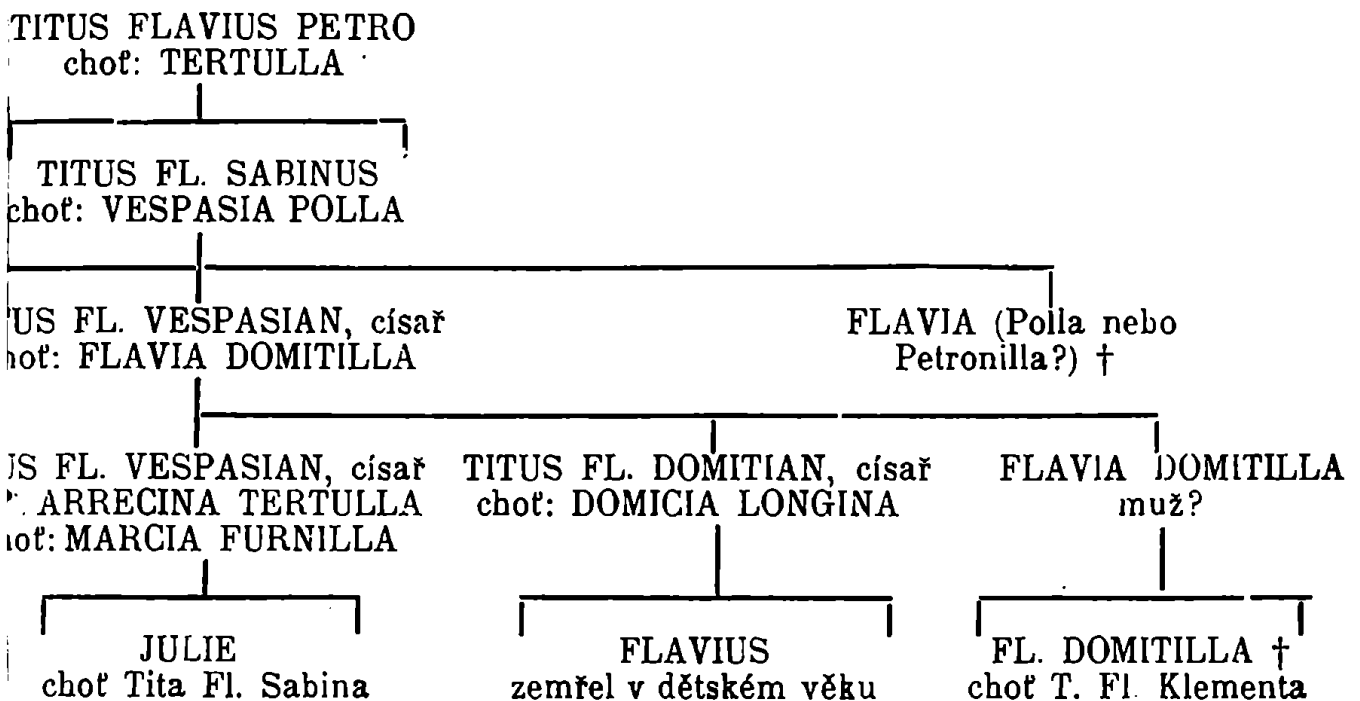 TITUS FLAVIUS PETRO
choť: TERTULLA
TITUS FL. SABINUS
choť: VESPASIA POLLA
US FL. VESPASIAN, císař
choť: FLAVIA DOMITILLA
FLAVIA (Polla nebo
Petronilla?) †
US FL. VESPASIAN, císař
ARRECINA TERTULLA
choť: MARCIA FURNILLA
TITUS FL. DOMITIAN, císař
choť: DOMICIA LONGINA
FLAVIA DOMITILLA
muž?
JULIE
choť Tita Fl. Sabina
FLAVIUS
zemřel v dětském věku
FL. DOMITILLA †
choť T. Fl. Klementa